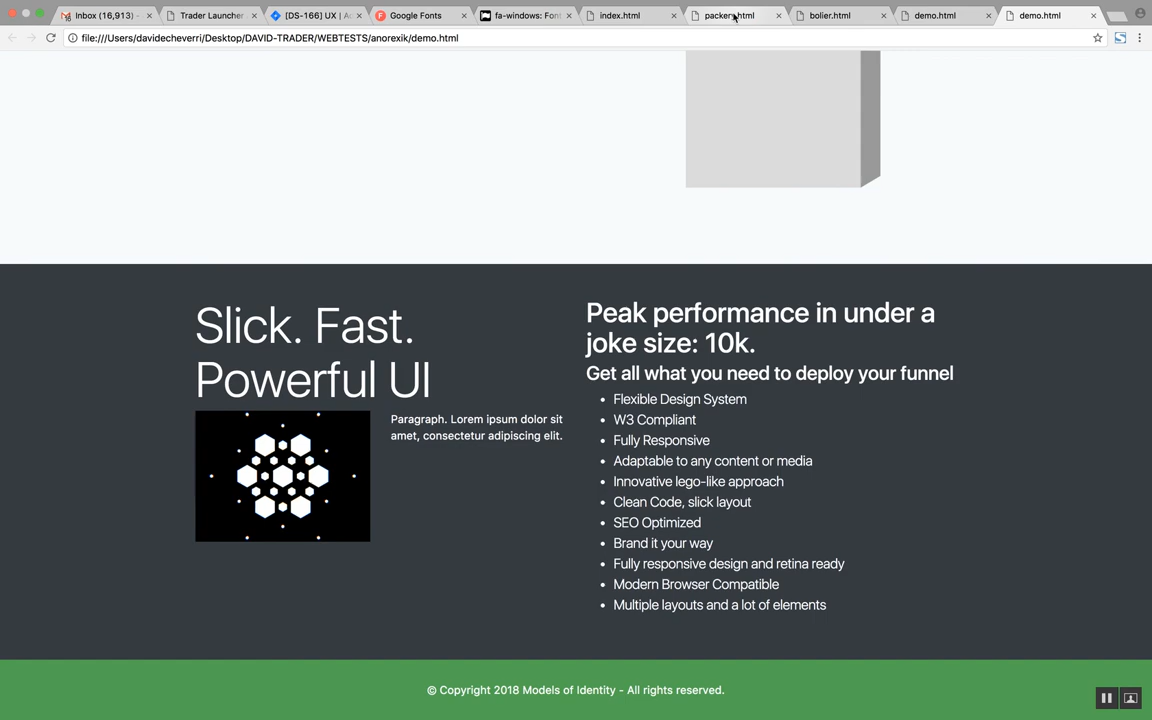 Inbox (16,913) -
Trader Launcher
[DS-166] UX | A
Google Fonts
fa-windows: Font
index.html
packery.html
bolier.html
demo.html
demo.html
file:///Users/davidecheverri/Desktop/DAVID-TRADER/WEBTESTS/anorexik/demo.html
Slick. Fast.
Powerful UI
Paragraph. Lorem ipsum dolor sit
amet, consectetur adipiscing elit.
Peak performance in under a
joke size: 10k.
Get all what you need to deploy your funnel
• Flexible Design System
• W3 Compliant
• Fully Responsive
• Adaptable to any content or media
• Innovative lego-like approach
• Clean Code, slick layout
• SEO Optimized
• Brand it your way
• Fully responsive design and retina ready
• Modern Browser Compatible
• Multiple layouts and a lot of elements
© Copyright 2018 Models of Identity - All rights reserved.